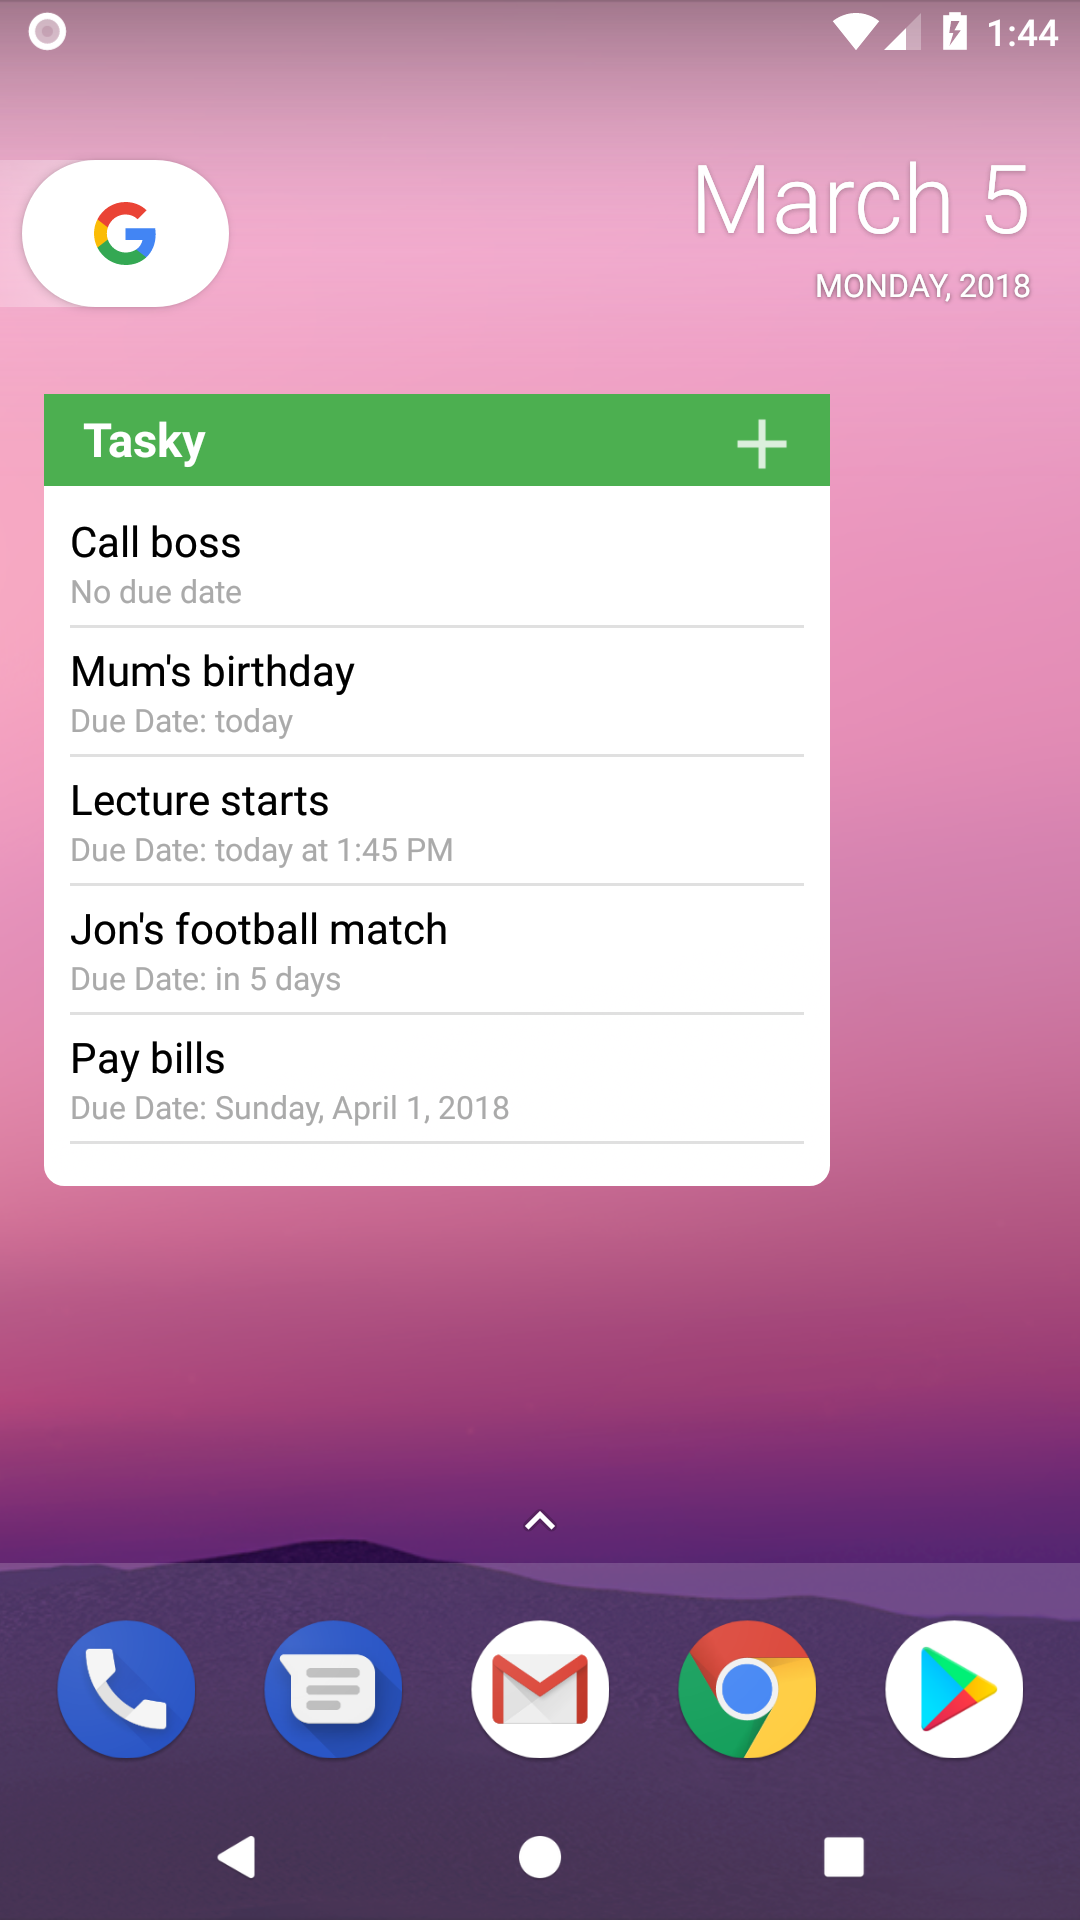 1:44
March 5
MONDAY, 2018
Tasky
Call boss
No due date
Mum's birthday
Due Date: today
Lecture starts
Due Date: today at 1:45 PM
Jon's football match
Due Date: in 5 days
Pay bills
Due Date: Sunday, April 1, 2018